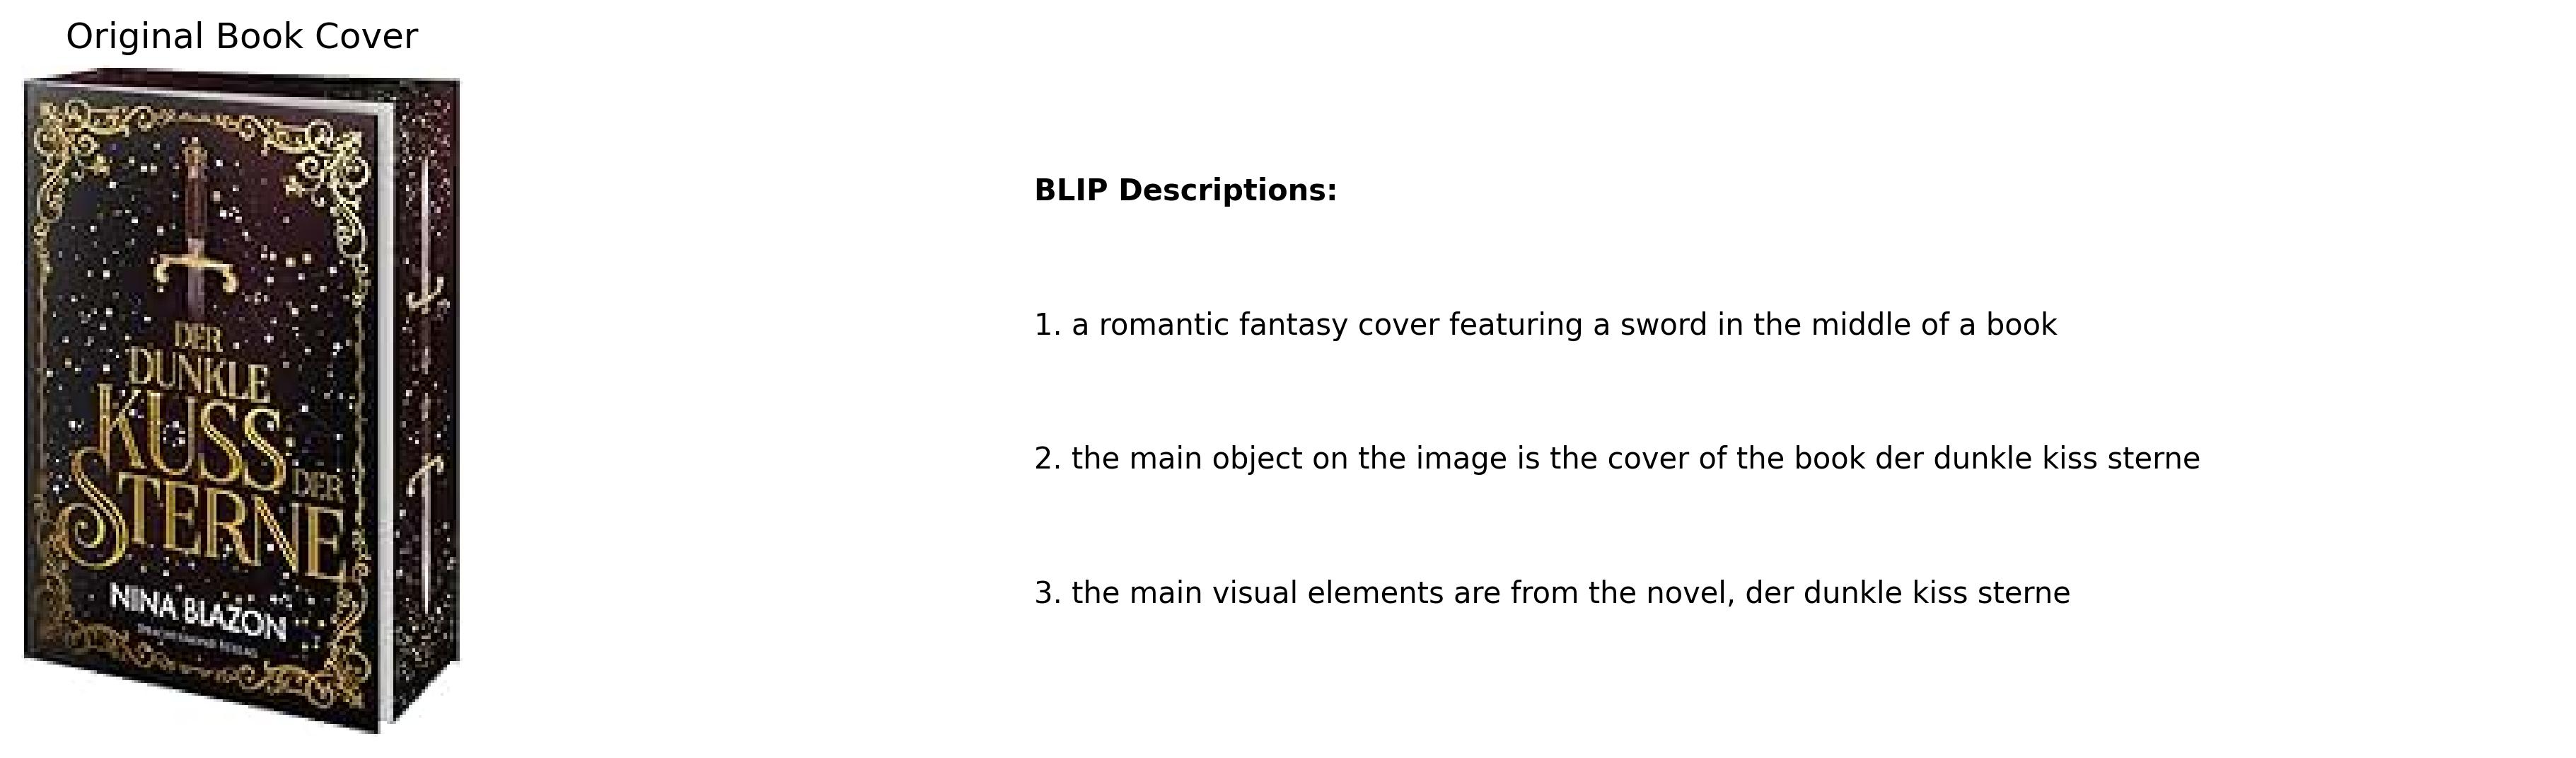 Original Book Cover
DER
DUNKLE
KUSS
DER
STERNE
NINA BLAZON
BLIP Descriptions:
1. a romantic fantasy cover featuring a sword in the middle of a book
2. the main object on the image is the cover of the book der dunkle kiss sterne
3. the main visual elements are from the novel, der dunkle kiss sterne